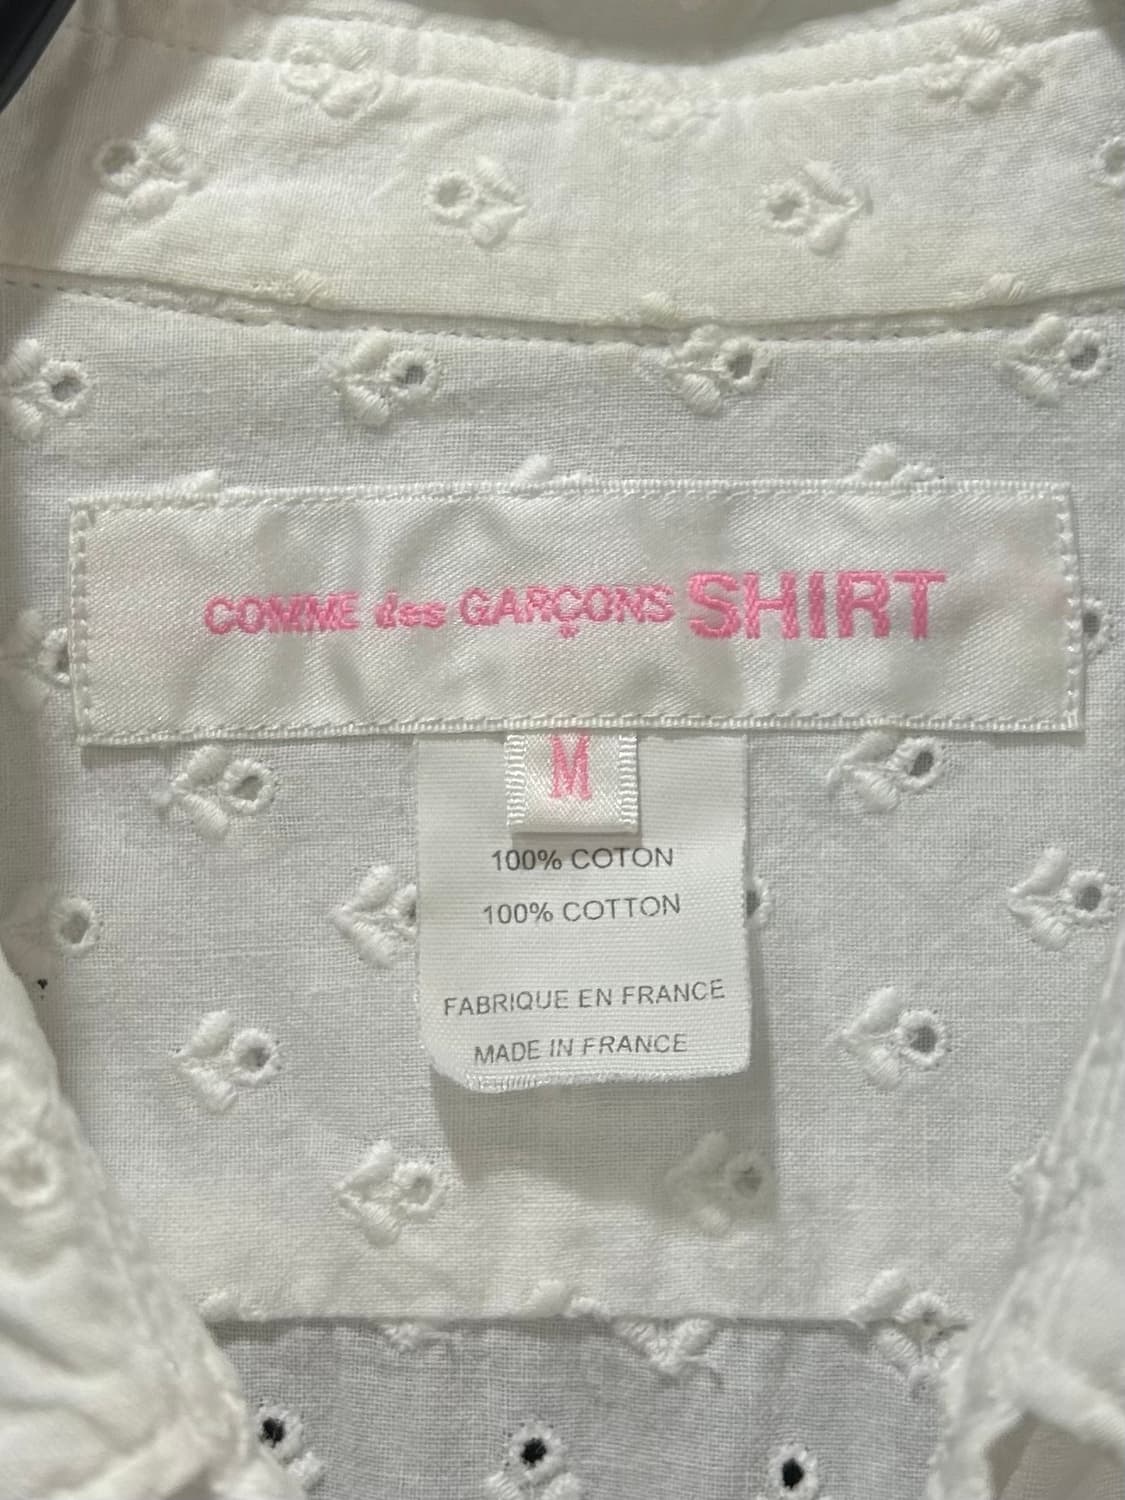 COMME des GARÇONS SHIRT
M
100% COTON
100% COTTON
FABRIQUE EN FRANCE
MADE IN FRANCE